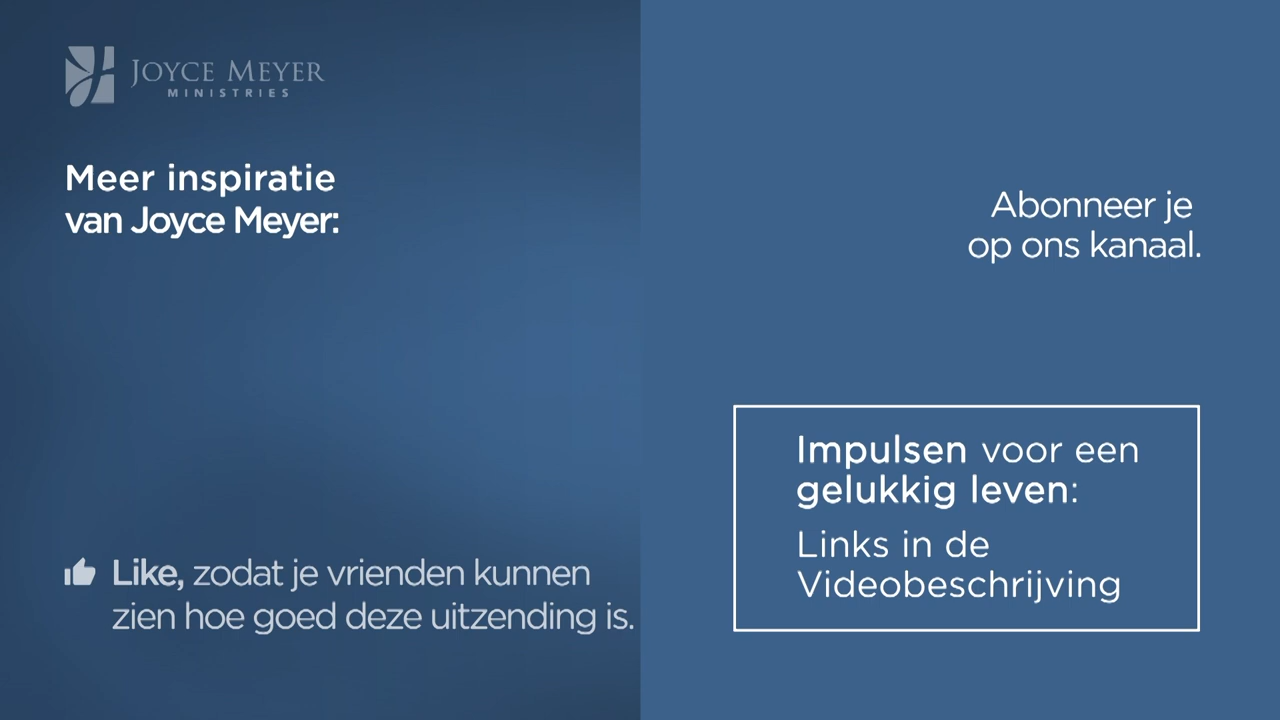 JOYCE MEYER
MINISTRIES
Meer inspiratie
van Joyce Meyer:
Like, zodat je vrienden kunnen
zien hoe goed deze uitzending is.
Abonneer je
op ons kanaal.
Impulsen voor een
gelukkig leven:
Links in de
Videobeschrijving